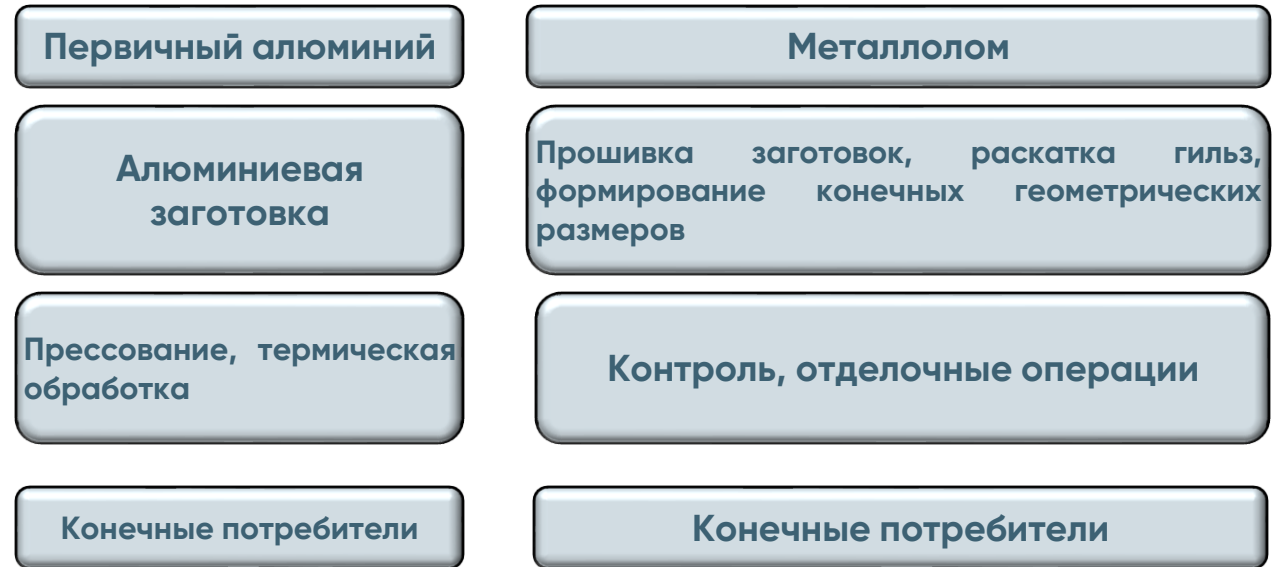 Первичный алюминий
Металлолом
Алюминиевая
заготовка
Прошивка заготовок, раскатка гильз,
формирование конечных геометрических
размеров
Прессование, термическая
обработка
Контроль, отделочные операции
Конечные потребители
Конечные потребители